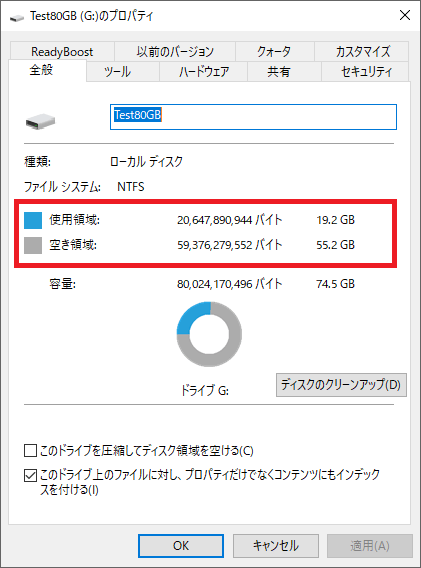 Test80GB (G:)のプロパティ
ReadyBoost 以前のバージョン クォータ カスタマイズ
全般 ツール ハードウェア 共有 セキュリティ
Test80GB
種類: ローカル ディスク
ファイル システム: NTFS
使用領域: 20,647,890,944 バイト 19.2 GB
空き領域: 59,376,279,552 バイト 55.2 GB
容量: 80,024,170,496 バイト 74.5 GB
ドライブ G: ディスクのクリーンアップ(D)
このドライブを圧縮してディスク領域を空ける(C)
このドライブ上のファイルに対し、プロパティだけでなくコンテンツにもインデック
スを付ける(I)
OK キャンセル 適用(A)